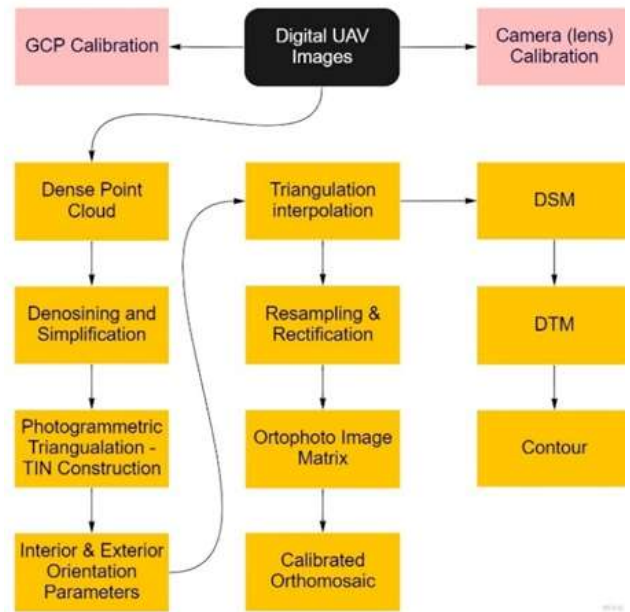 GCP Calibration
Digital UAV
Images
Camera (lens)
Calibration
Dense Point
Cloud
Triangulation
interpolation
DSM
Denosining and
Simplification
Resampling &
Rectification
DTM
Photogrammetric
Triangualation -
TIN Construction
Ortophoto Image
Matrix
Contour
Interior & Exterior
Orientation
Parameters
Calibrated
Orthomosaic